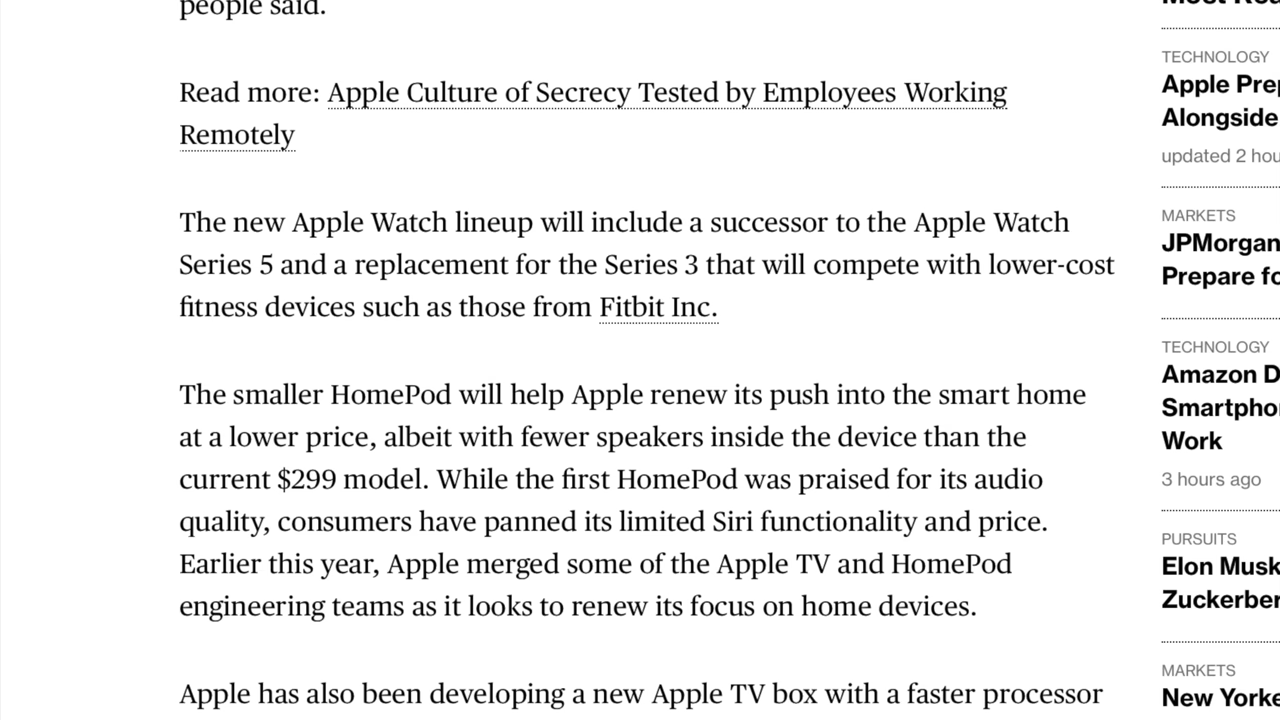 people said.
Read more: Apple Culture of Secrecy Tested by Employees Working
Remotely
The new Apple Watch lineup will include a successor to the Apple Watch
Series 5 and a replacement for the Series 3 that will compete with lower-cost
fitness devices such as those from Fitbit Inc.
The smaller HomePod will help Apple renew its push into the smart home
at a lower price, albeit with fewer speakers inside the device than the
current $299 model. While the first HomePod was praised for its audio
quality, consumers have panned its limited Siri functionality and price.
Earlier this year, Apple merged some of the Apple TV and HomePod
engineering teams as it looks to renew its focus on home devices.
Apple has also been developing a new Apple TV box with a faster processor
TECHNOLOGY
Apple
Alongside
updated 2
MARKETS
JPMorgan
Prepare
TECHNOLOGY
Amazon
Work
3 hours ago
PURSUITS
Elon Musk
MARKETS
New